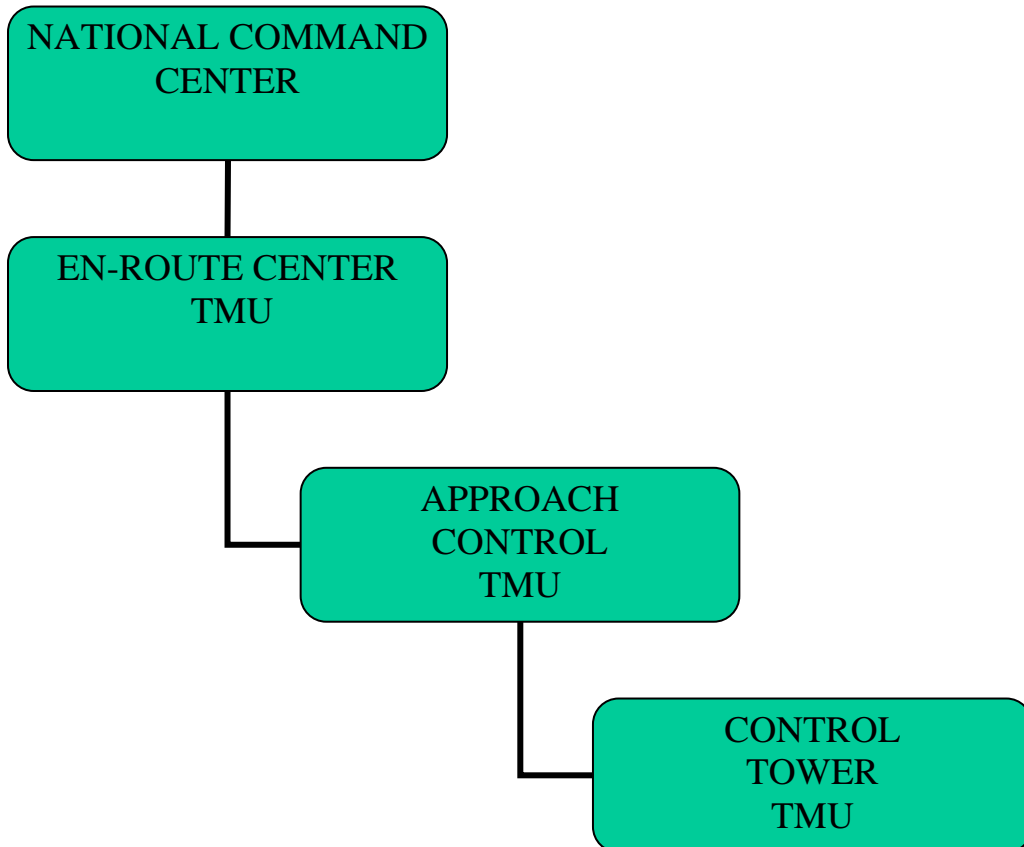 NATIONAL COMMAND
CENTER
EN-ROUTE CENTER
TMU
APPROACH
CONTROL
TMU
CONTROL
TOWER
TMU